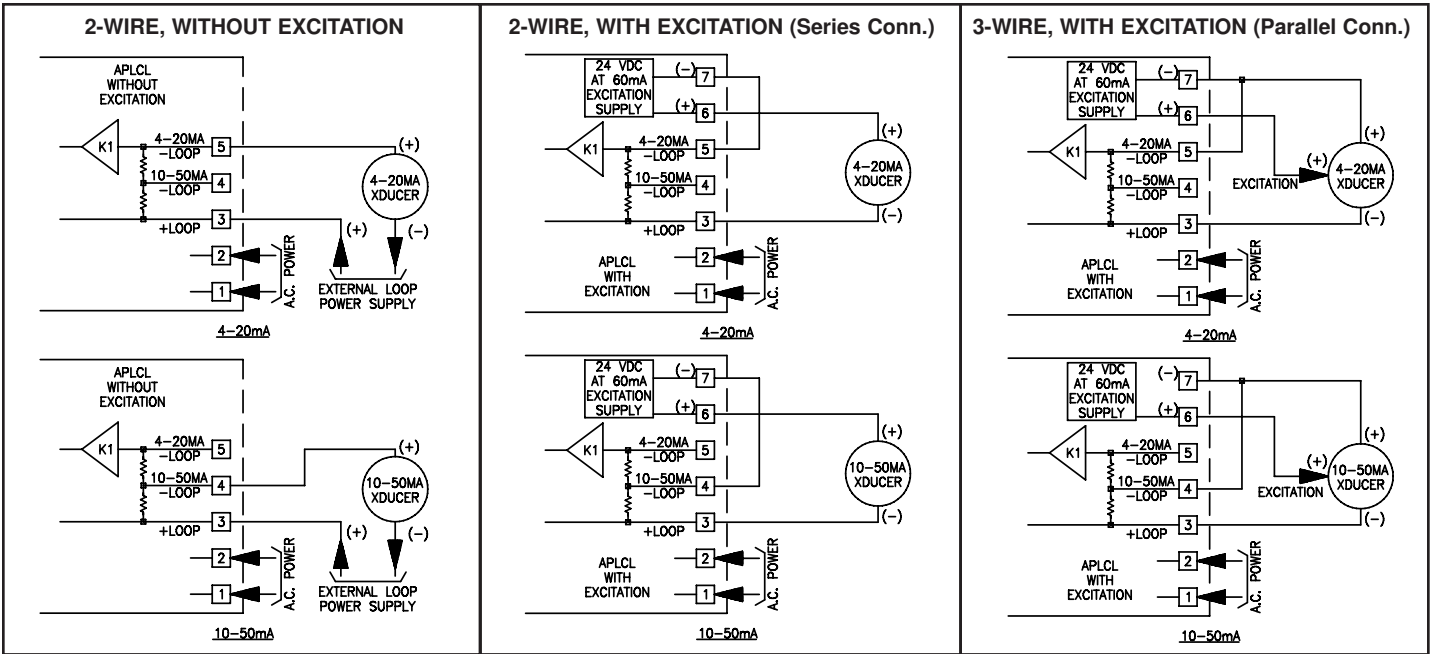 2-WIRE, WITHOUT EXCITATION
APLCL
WITHOUT
EXCITATION
K1
4-20MA
-LOOP
5
10-50MA
-LOOP
4
3
+LOOP
2
1
A.C. POWER
(+)
4-20MA
XDUCER
(+)
(-)
EXTERNAL LOOP
POWER SUPPLY
4-20mA
APLCL
WITHOUT
EXCITATION
K1
4-20MA
-LOOP
5
10-50MA
-LOOP
4
3
+LOOP
2
1
A.C. POWER
(+)
10-50MA
XDUCER
(+)
(-)
EXTERNAL LOOP
POWER SUPPLY
10-50mA
2-WIRE, WITH EXCITATION (Series Conn.)
24 VDC
AT 60mA
EXCITATION
SUPPLY
(-)
7
(+)
6
K1
4-20MA
-LOOP
5
10-50MA
-LOOP
4
3
+LOOP
2
1
A.C. POWER
APLCL
WITH
EXCITATION
(+)
4-20MA
XDUCER
(-)
4-20mA
24 VDC
AT 60mA
EXCITATION
SUPPLY
(-)
7
(+)
6
K1
4-20MA
-LOOP
5
10-50MA
-LOOP
4
3
+LOOP
2
1
A.C. POWER
APLCL
WITH
EXCITATION
(+)
10-50MA
XDUCER
(-)
10-50mA
3-WIRE, WITH EXCITATION (Parallel Conn.)
24 VDC
AT 60mA
EXCITATION
SUPPLY
(-)
7
(+)
6
K1
4-20MA
-LOOP
5
10-50MA
-LOOP
4
3
+LOOP
2
1
A.C. POWER
APLCL
WITH
EXCITATION
(+)
(+)
EXCITATION
4-20MA
XDUCER
(-)
4-20mA
24 VDC
AT 60mA
EXCITATION
SUPPLY
(-)
7
(+)
6
K1
4-20MA
-LOOP
5
10-50MA
-LOOP
4
3
+LOOP
2
1
A.C. POWER
APLCL
WITH
EXCITATION
(+)
(+)
EXCITATION
10-50MA
XDUCER
(-)
10-50mA